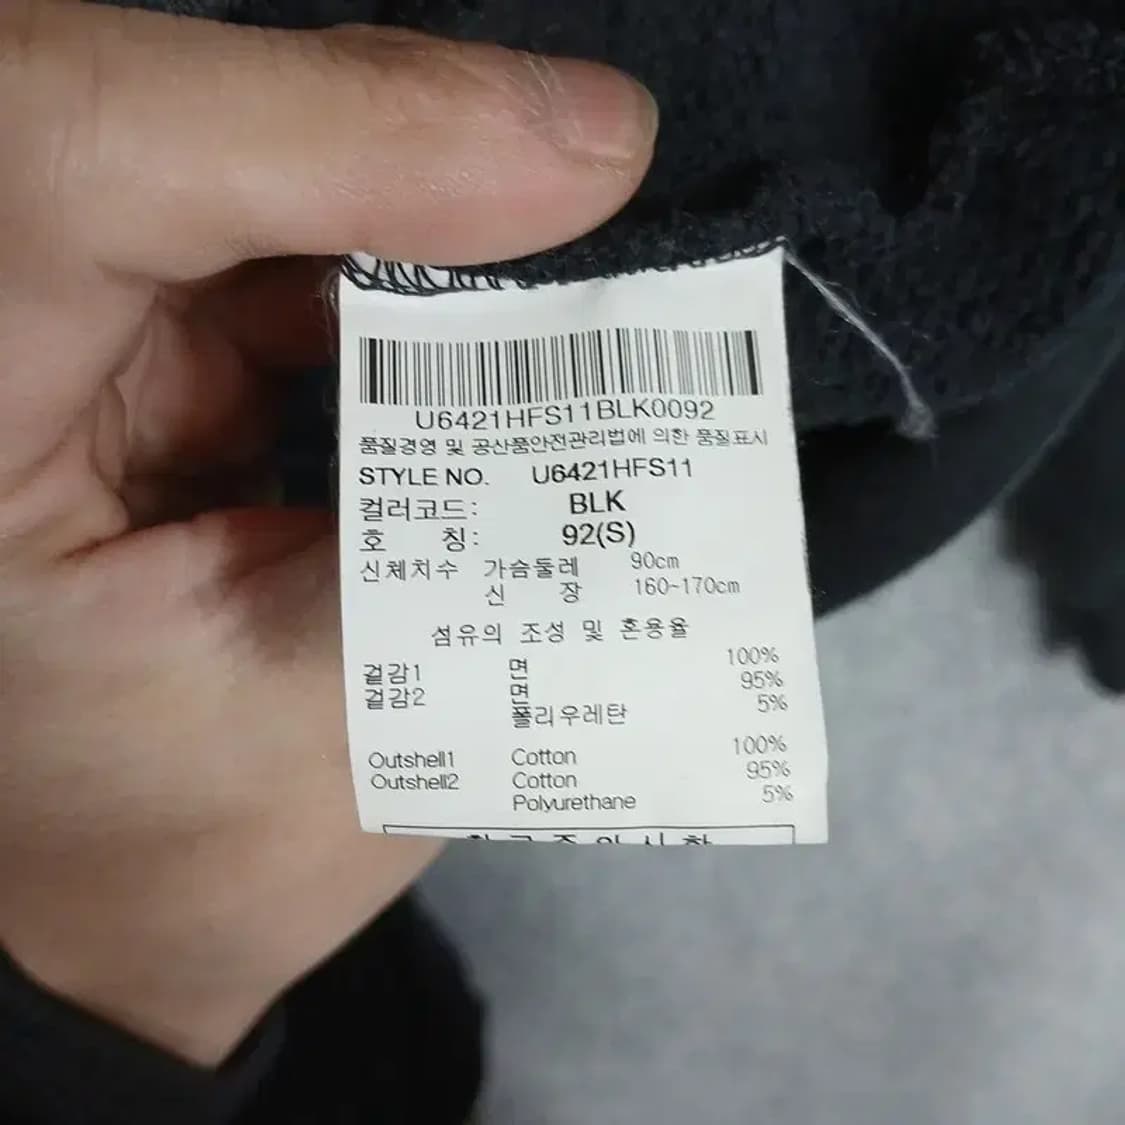 U6421HFS11BLK0092
품질경영 및 공산품안전관리법에 의한 품질표시
STYLE NO. U6421HFS11
컬러코드: BLK
호 칭: 92(S)
신체치수 가슴둘레 90cm
신 장 160~170cm
섬유의 조성 및 혼용율
겉감1 면 100%
겉감2 면 95%
폴리우레탄 5%
Outshell1 Cotton 100%
Outshell2 Cotton 95%
Polyurethane 5%